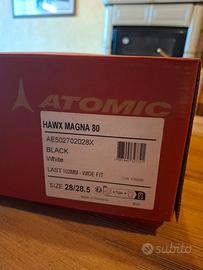 ATOMIC
HAWX MAGNA 80
AE502702028X
BLACK
White
LAST 102MM - WIDE FIT
SIZE 28/28.5
subito